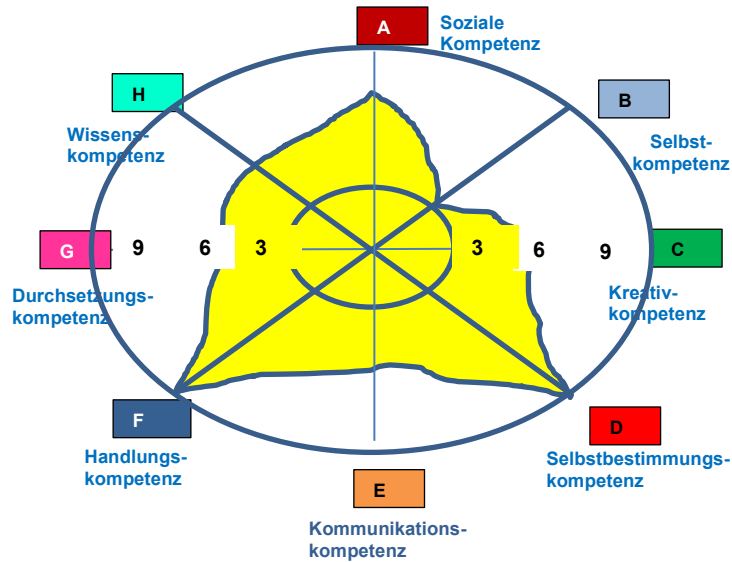 A
Soziale
Kompetenz
H
B
Wissens-
kompetenz
Selbst-
kompetenz
G
9
6
3
3
6
9
C
Durchsetzungs-
kompetenz
Kreativ-
kompetenz
F
D
Handlungs-
kompetenz
Selbstbestimmungs-
kompetenz
E
Kommunikations-
kompetenz